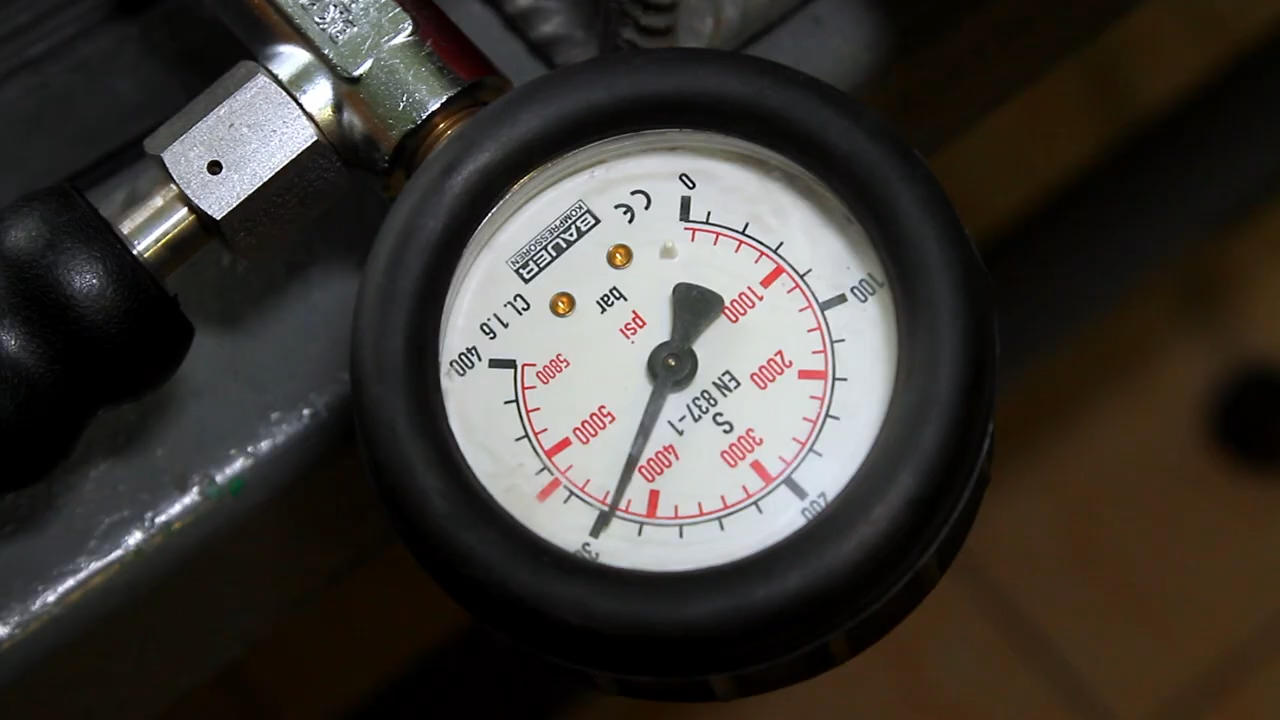 BAUER
KOMPRESSOREN
CE
Cl. 1.6
bar
psi
0
100
200
400
1000
2000
3000
4000
5000
5800
S
EN 837-1